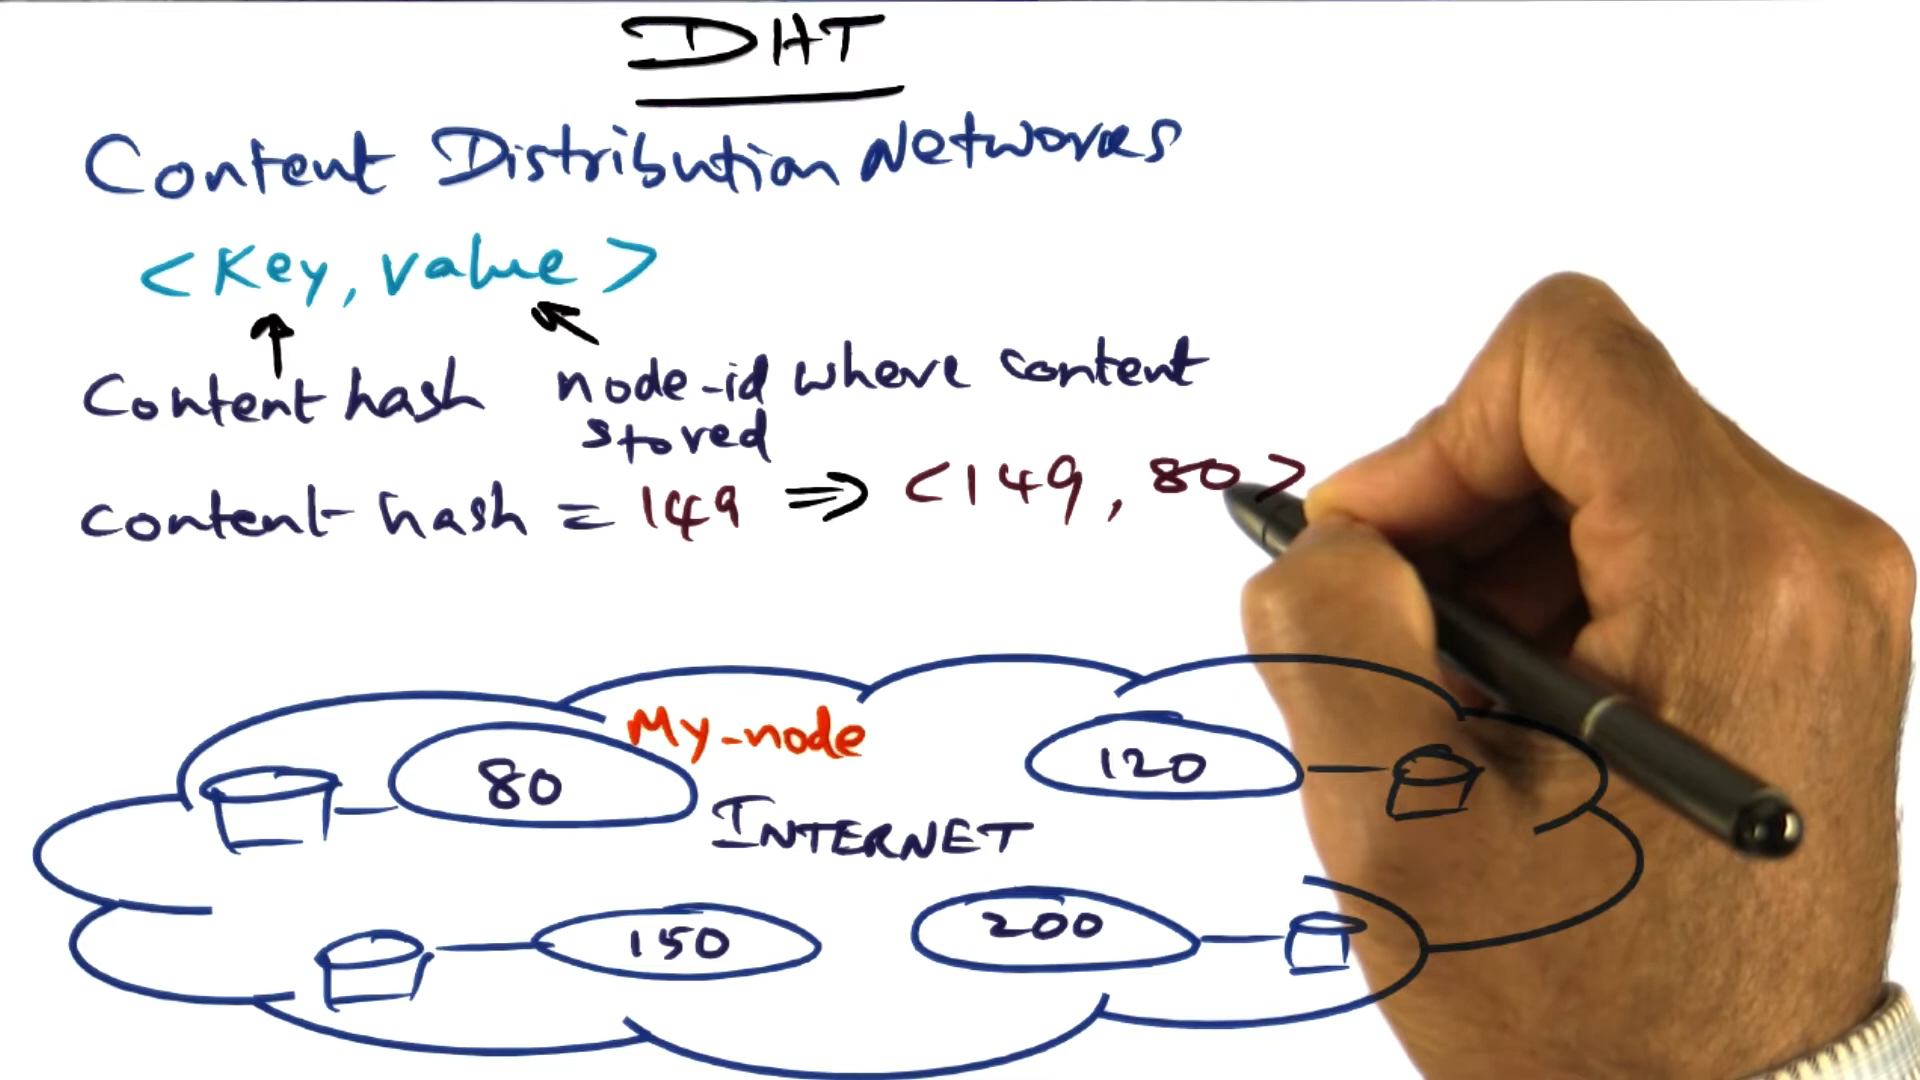 DHT
Content Distribution Networks
<Key, value>
Content hash node-id where content
stored
content hash = 149 ⇒ <149, 80>
My-node
80
120
INTERNET
150
200